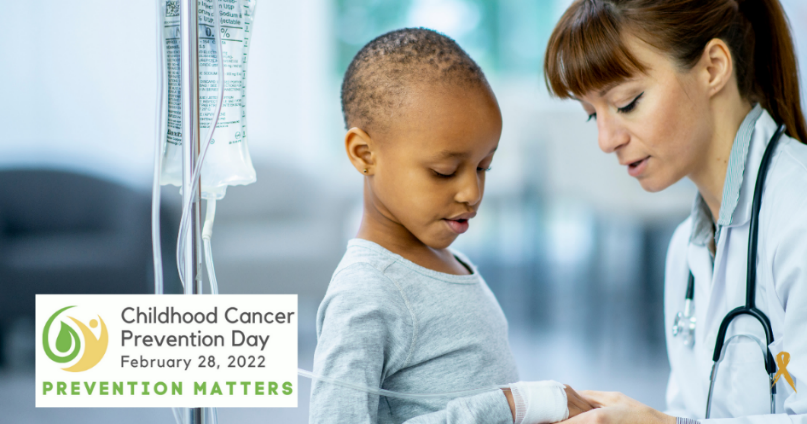 Childhood Cancer
Prevention Day
February 28, 2022
PREVENTION MATTERS